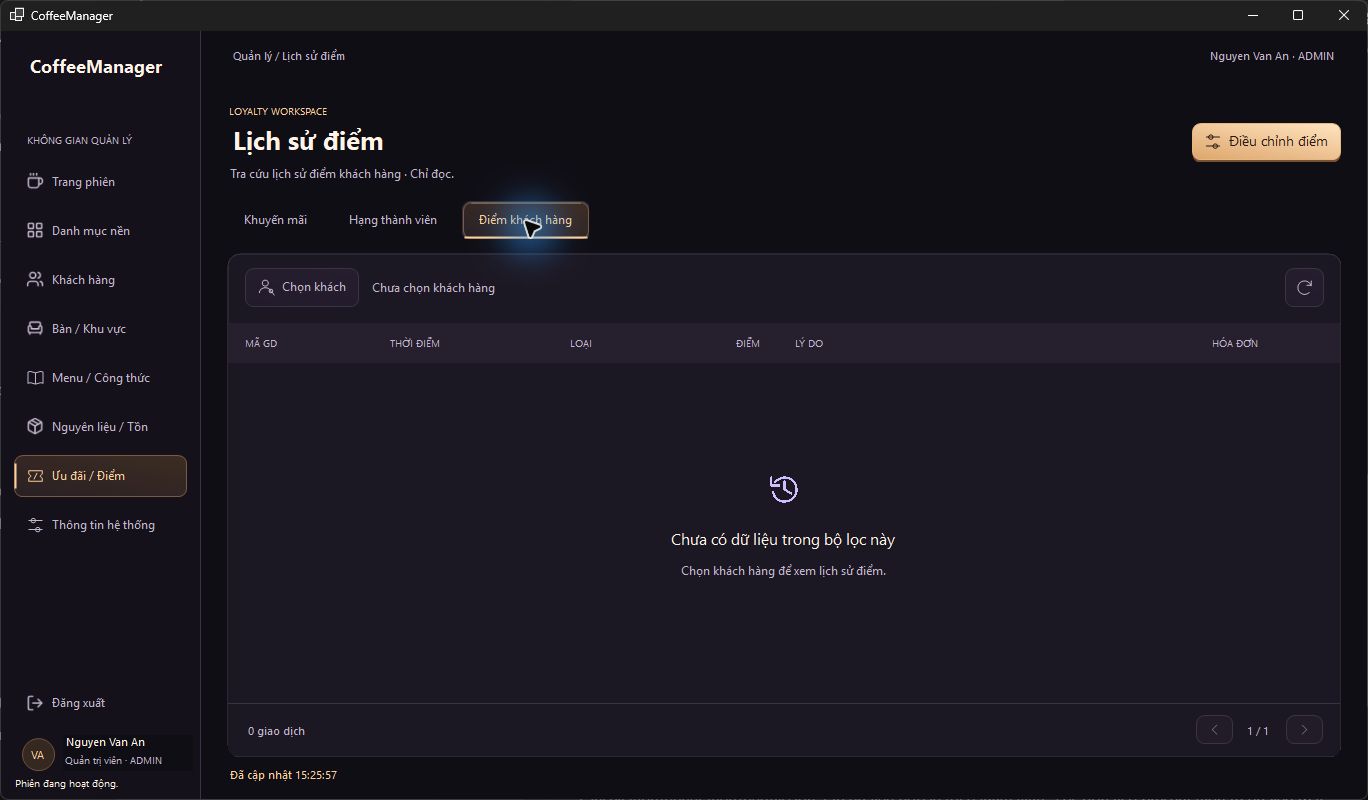 CoffeeManager
CoffeeManager
Quản lý / Lịch sử điểm
Nguyen Van An · ADMIN
LOYALTY WORKSPACE
Lịch sử điểm
Tra cứu lịch sử điểm khách hàng · Chỉ đọc.
Điều chỉnh điểm
KHÔNG GIAN QUẢN LÝ
Trang phiên
Danh mục nền
Khách hàng
Bàn / Khu vực
Menu / Công thức
Nguyên liệu / Tồn
Ưu đãi / Điểm
Thông tin hệ thống
Khuyến mãi
Hạng thành viên
Điểm khách hàng
Chọn khách
Chưa chọn khách hàng
MÃ GD
THỜI ĐIỂM
LOẠI
ĐIỂM
LÝ DO
HÓA ĐƠN
Chưa có dữ liệu trong bộ lọc này
Chọn khách hàng để xem lịch sử điểm.
0 giao dịch
1 / 1
Đã cập nhật 15:25:57
Đăng xuất
VA
Nguyen Van An
Quản trị viên · ADMIN
Phiên đang hoạt động.